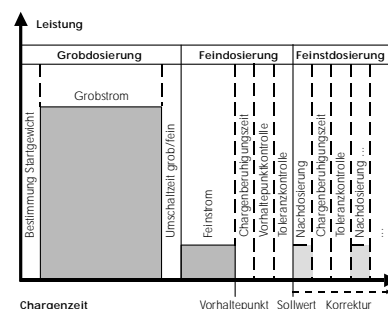 Leistung
Grobdosierung
Feindosierung
Feinstdosierung
Bestimmung Startgewicht
Grobstrom
Umschaltzeit grob/fein
Feinstrom
Chargenberuhigungszeit
Vorhaltepunktkontrolle
Toleranzkontrolle
Nachdosierung
Chargenberuhigungszeit
Toleranzkontrolle
Nachdosierung ...
...
Chargenzeit
Vorhaltepunkt
Sollwert
Korrektur